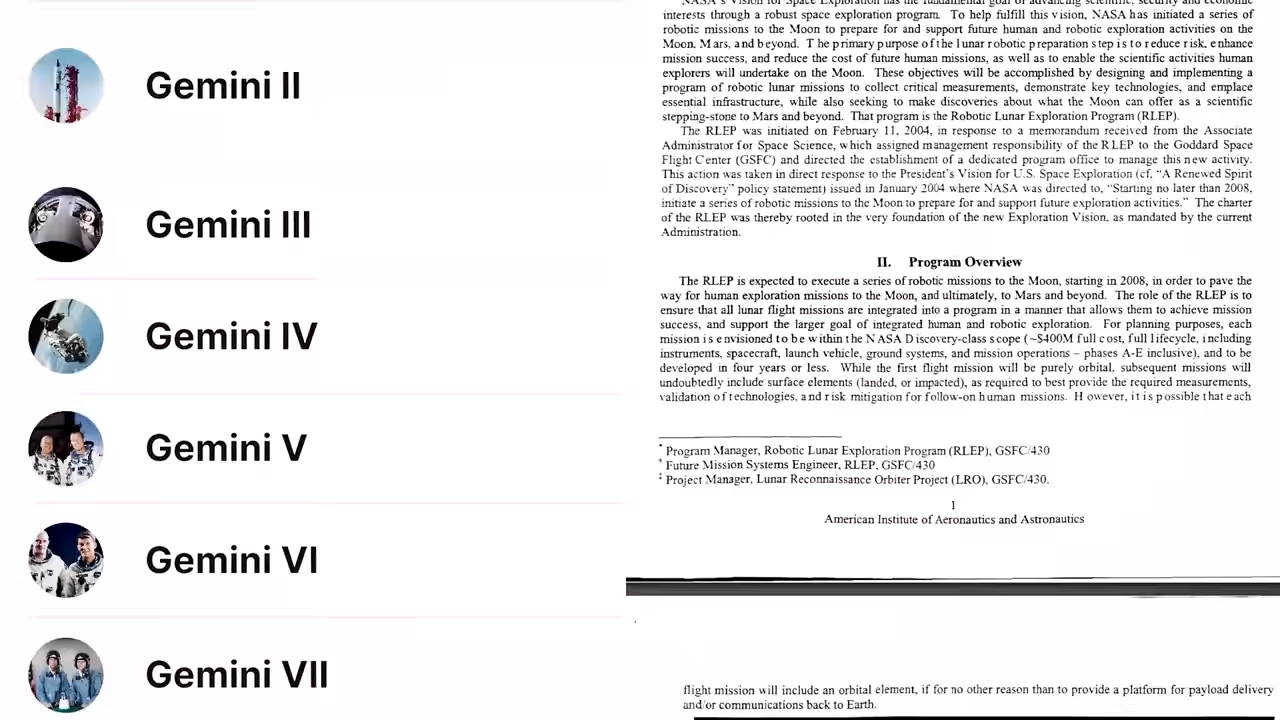 Gemini II
Gemini III
Gemini IV
Gemini V
Gemini VI
Gemini VII
NASA's Vision for Space Exploration has the fundamental goal of advancing scientific, security and economic
interests through a robust space exploration program. To help fulfill this vision, NASA has initiated a series of
robotic missions to the Moon to prepare for and support future human and robotic exploration activities on the
Moon, Mars, and beyond. The primary purpose of the lunar robotic preparation step is to reduce risk, enhance
mission success, and reduce the cost of future human missions, as well as to enable the scientific activities human
explorers will undertake on the Moon. These objectives will be accomplished by designing and implementing a
program of robotic lunar missions to collect critical measurements, demonstrate key technologies, and emplace
essential infrastructure, while also seeking to make discoveries about what the Moon can offer as a scientific
stepping-stone to Mars and beyond. That program is the Robotic Lunar Exploration Program (RLEP).
The RLEP was initiated on February 11, 2004, in response to a memorandum received from the Associate
Administrator for Space Science, which assigned management responsibility of the RLEP to the Goddard Space
Flight Center (GSFC) and directed the establishment of a dedicated program office to manage this new activity.
This action was taken in direct response to the President's Vision for U.S. Space Exploration (cf, "A Renewed Spirit
of Discovery" policy statement) issued in January 2004 where NASA was directed to, "Starting no later than 2008,
initiate a series of robotic missions to the Moon to prepare for and support future exploration activities." The charter
of the RLEP was thereby rooted in the very foundation of the new Exploration Vision, as mandated by the current
Administration.
II. Program Overview
The RLEP is expected to execute a series of robotic missions to the Moon, starting in 2008, in order to pave the
way for human exploration missions to the Moon, and ultimately, to Mars and beyond. The role of the RLEP is to
ensure that all lunar flight missions are integrated into a program in a manner that allows them to achieve mission
success, and support the larger goal of integrated human and robotic exploration. For planning purposes, each
mission is envisioned to be within the NASA Discovery-class scope (~$400M full cost, full lifecycle, including
instruments, spacecraft, launch vehicle, ground systems, and mission operations – phases A-E inclusive), and to be
developed in four years or less. While the first flight mission will be purely orbital, subsequent missions will
undoubtedly include surface elements (landed, or impacted), as required to best provide the required measurements,
validation of technologies, and risk mitigation for follow-on human missions. However, it is possible that each
* Program Manager, Robotic Lunar Exploration Program (RLEP), GSFC/430
† Future Mission Systems Engineer, RLEP, GSFC/430
‡ Project Manager, Lunar Reconnaissance Orbiter Project (LRO), GSFC/430.
1
American Institute of Aeronautics and Astronautics
flight mission will include an orbital element, if for no other reason than to provide a platform for payload delivery
and/or communications back to Earth.